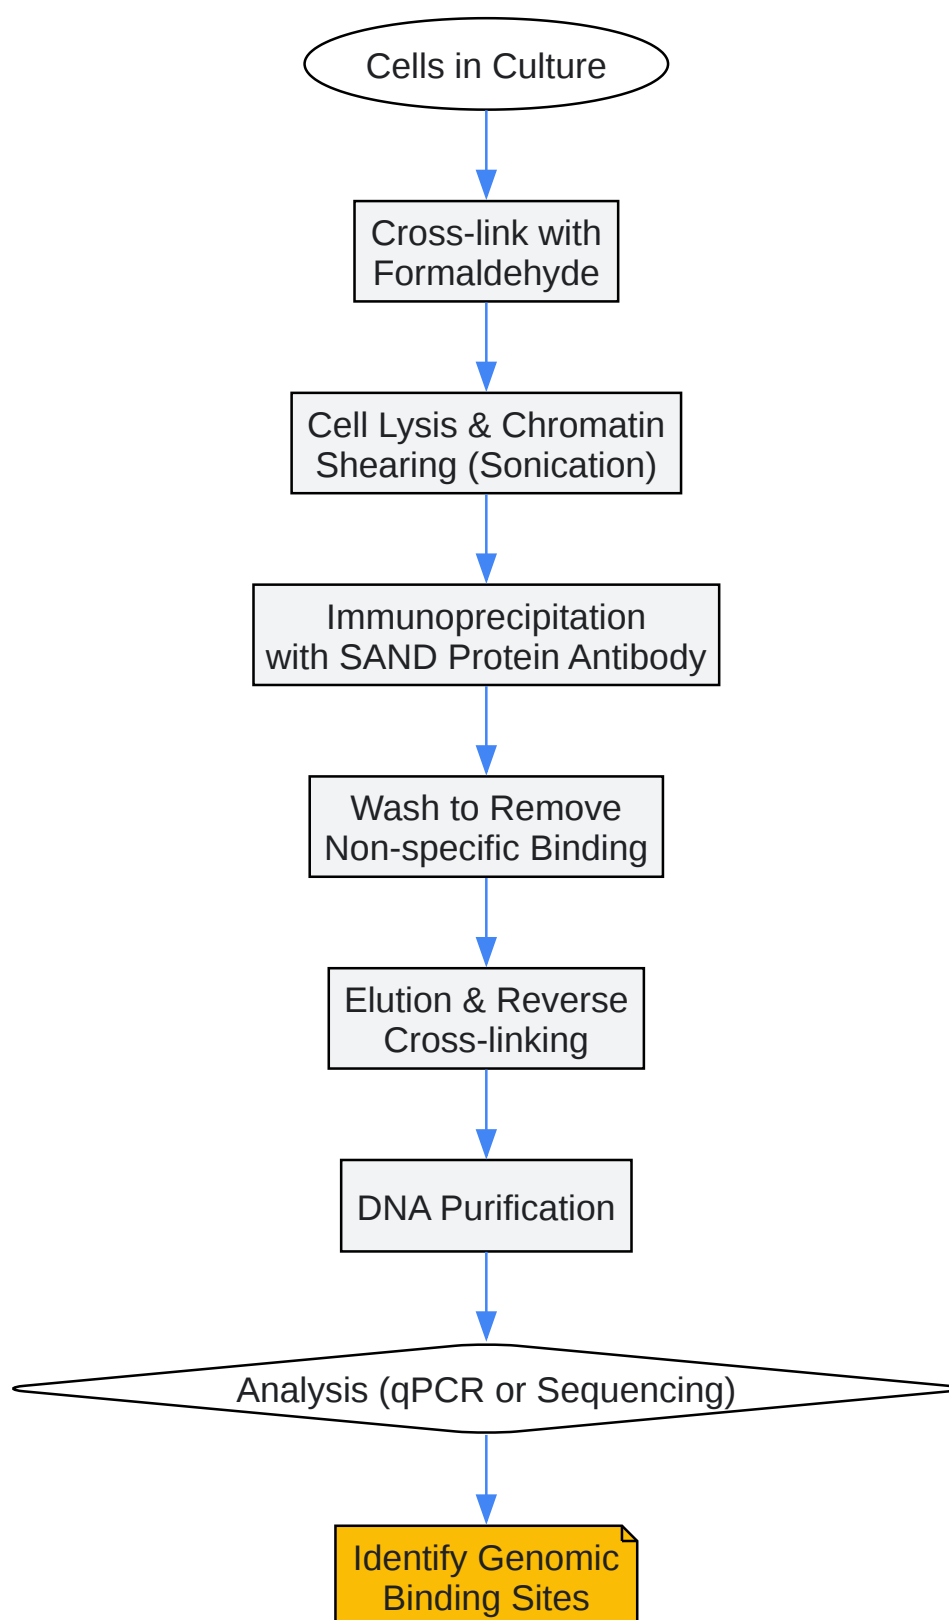 Cells in Culture
Cross-link with
Formaldehyde
Cell Lysis & Chromatin
Shearing (Sonication)
Immunoprecipitation
with SAND Protein Antibody
Wash to Remove
Non-specific Binding
Elution & Reverse
Cross-linking
DNA Purification
Analysis (qPCR or Sequencing)
Identify Genomic
Binding Sites